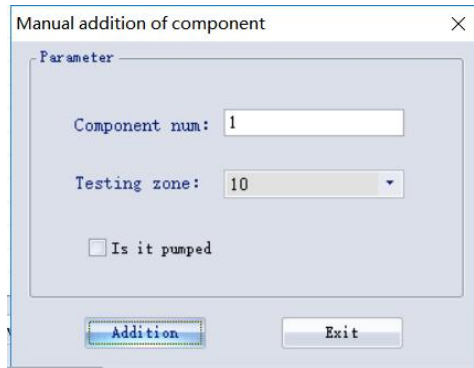 Manual addition of component
Parameter
Component num: 1
Testing zone: 10
Is it pumped
Addition Exit